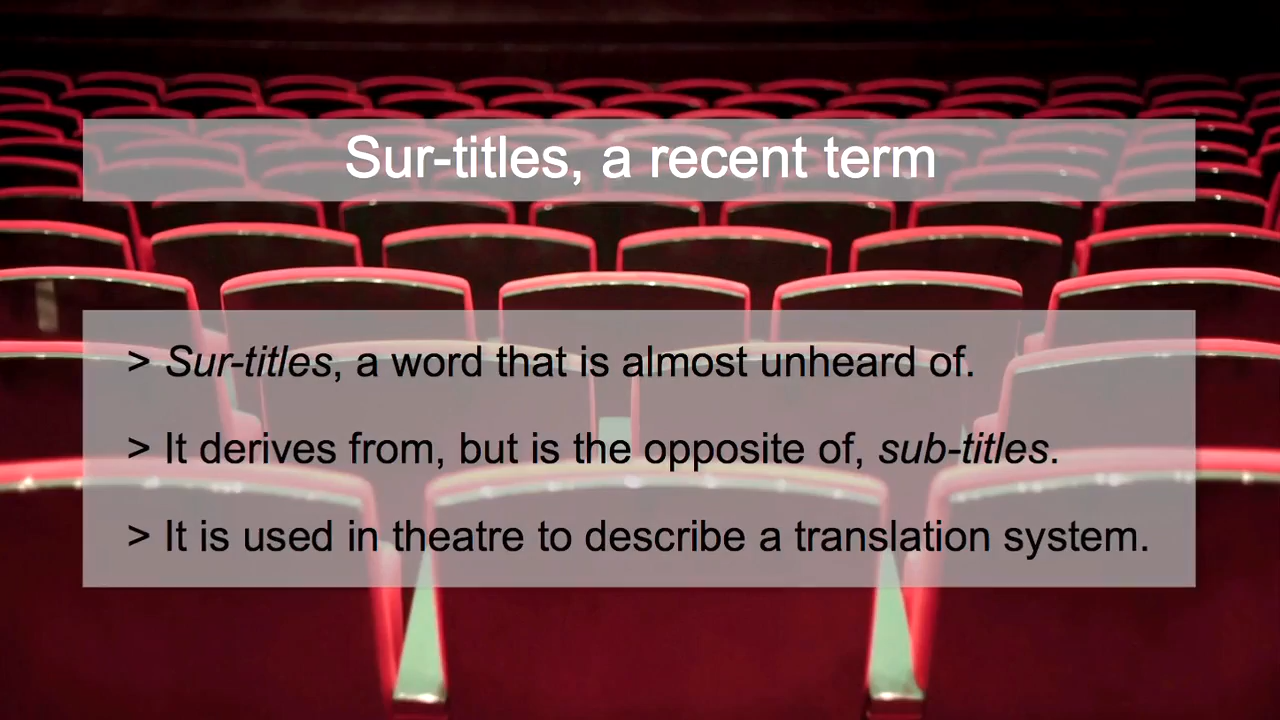 Sur-titles, a recent term
> Sur-titles, a word that is almost unheard of.
> It derives from, but is the opposite of, sub-titles.
> It is used in theatre to describe a translation system.